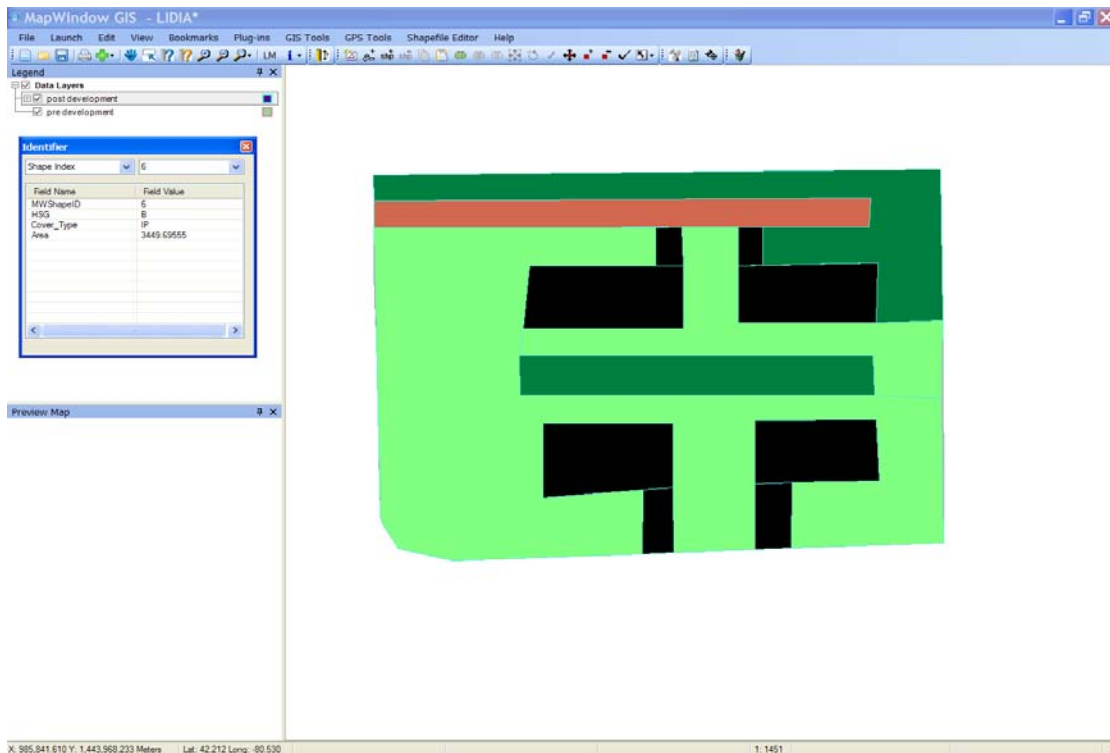 MapWindow GIS - LIDIA*
File Launch Edit View Bookmarks Plug-ins GIS Tools GPS Tools Shapefile Editor Help
LM
Legend
Data Layers
post development
pre development
Identifier
Shape Index 6
Field Name Field Value
MWShapeID 6
HSG B
Cover_Type IP
Area 3449.69555
Preview Map
X: 985,841.610 Y: 1,443,968.233 Meters Lat: 42.212 Long: -80.530 1: 1451